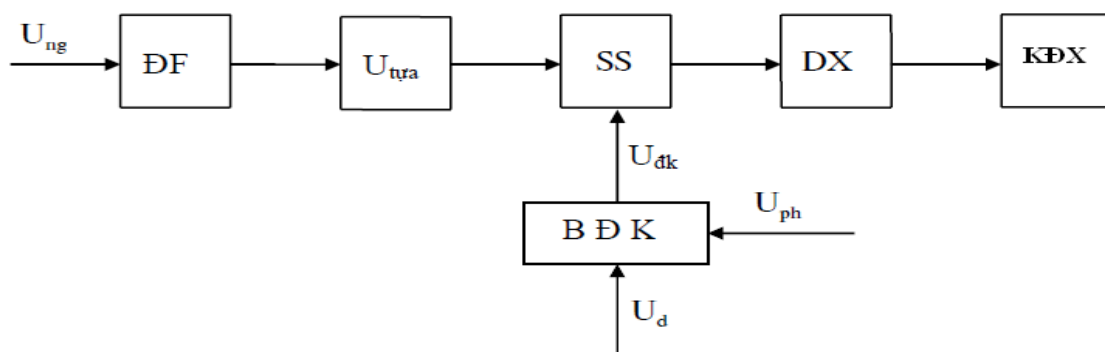 U_ng
ĐF
U_tựa
SS
DX
KĐX
U_đk
U_ph
B Đ K
U_d